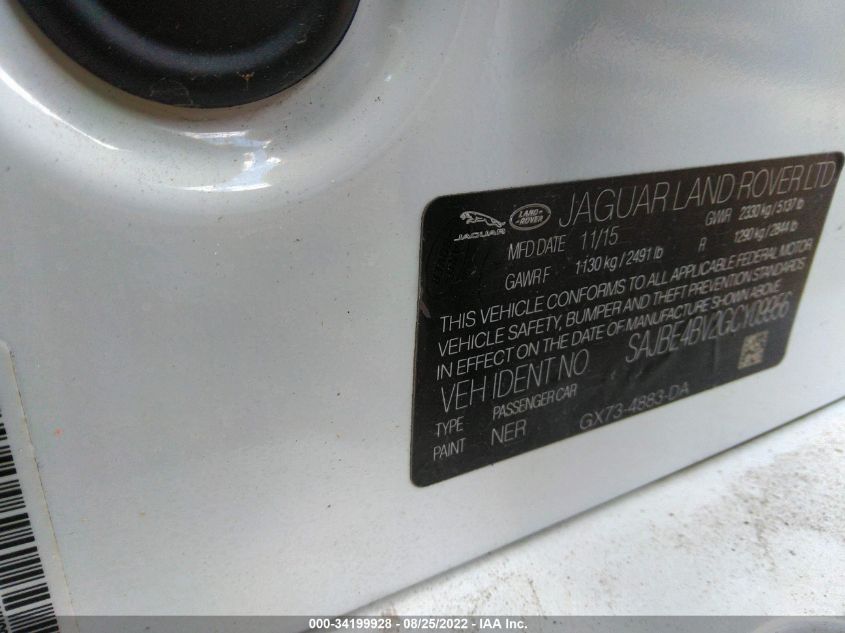 JAGUAR
LAND ROVER
JAGUAR LAND ROVER LTD
MFD DATE 11/15 GWR 2330 kg / 5137 lb
GAWR F 1130 kg / 2491 lb R 1290 kg / 2844 lb
THIS VEHICLE CONFORMS TO ALL APPLICABLE FEDERAL MOTOR
VEHICLE SAFETY, BUMPER AND THEFT PREVENTION STANDARDS
IN EFFECT ON THE DATE OF MANUFACTURE SHOWN ABOVE
VEH IDENT NO.
TYPE PASSENGER CAR
PAINT NER GX73-4883-DA
000-34199928 - 08/25/2022 - IAA Inc.